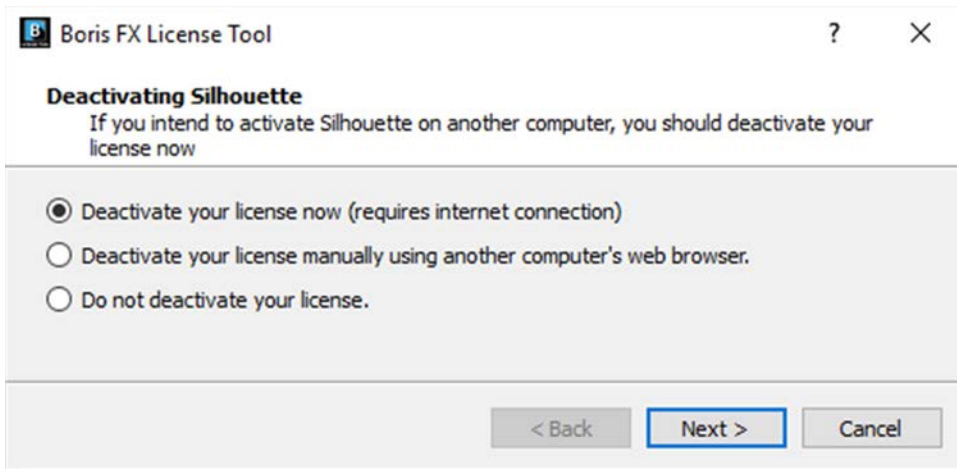 Boris FX License Tool
Deactivating Silhouette
If you intend to activate Silhouette on another computer, you should deactivate your
license now
Deactivate your license now (requires internet connection)
Deactivate your license manually using another computer's web browser.
Do not deactivate your license.
< Back Next > Cancel